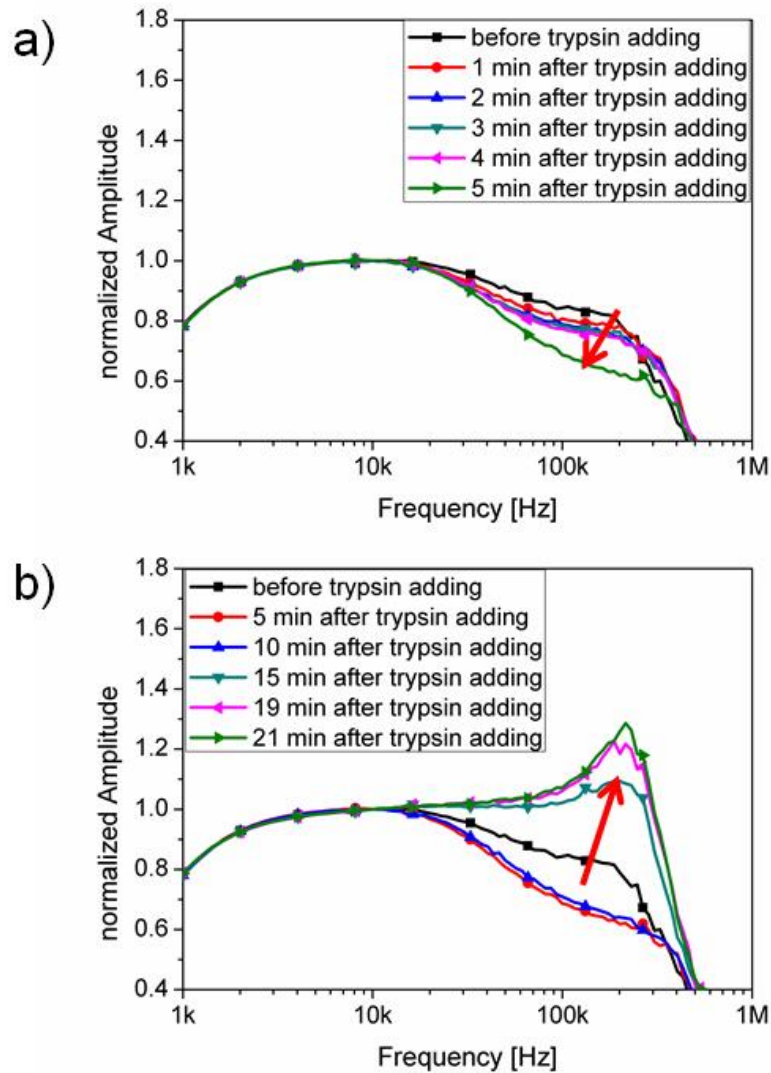 a)
1.8
1.6
1.4
1.2
1.0
0.8
0.6
0.4
normalized Amplitude
before trypsin adding
1 min after trypsin adding
2 min after trypsin adding
3 min after trypsin adding
4 min after trypsin adding
5 min after trypsin adding
1k 10k 100k 1M
Frequency [Hz]
b)
1.8
1.6
1.4
1.2
1.0
0.8
0.6
0.4
normalized Amplitude
before trypsin adding
5 min after trypsin adding
10 min after trypsin adding
15 min after trypsin adding
19 min after trypsin adding
21 min after trypsin adding
1k 10k 100k 1M
Frequency [Hz]